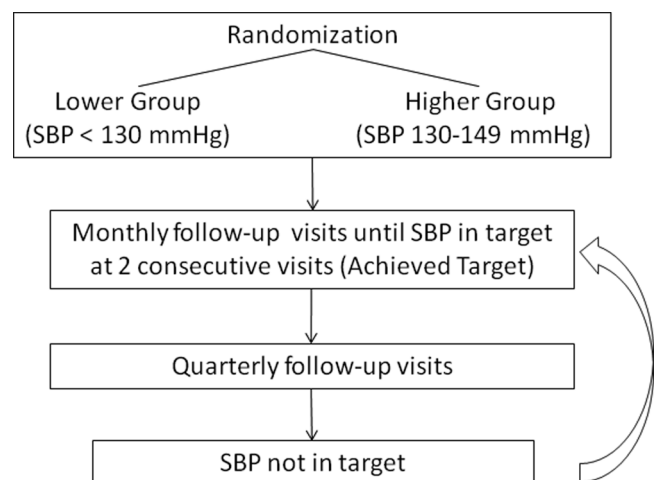 Randomization
Lower Group
(SBP < 130 mmHg)
Higher Group
(SBP 130-149 mmHg)
Monthly follow-up visits until SBP in target
at 2 consecutive visits (Achieved Target)
Quarterly follow-up visits
SBP not in target